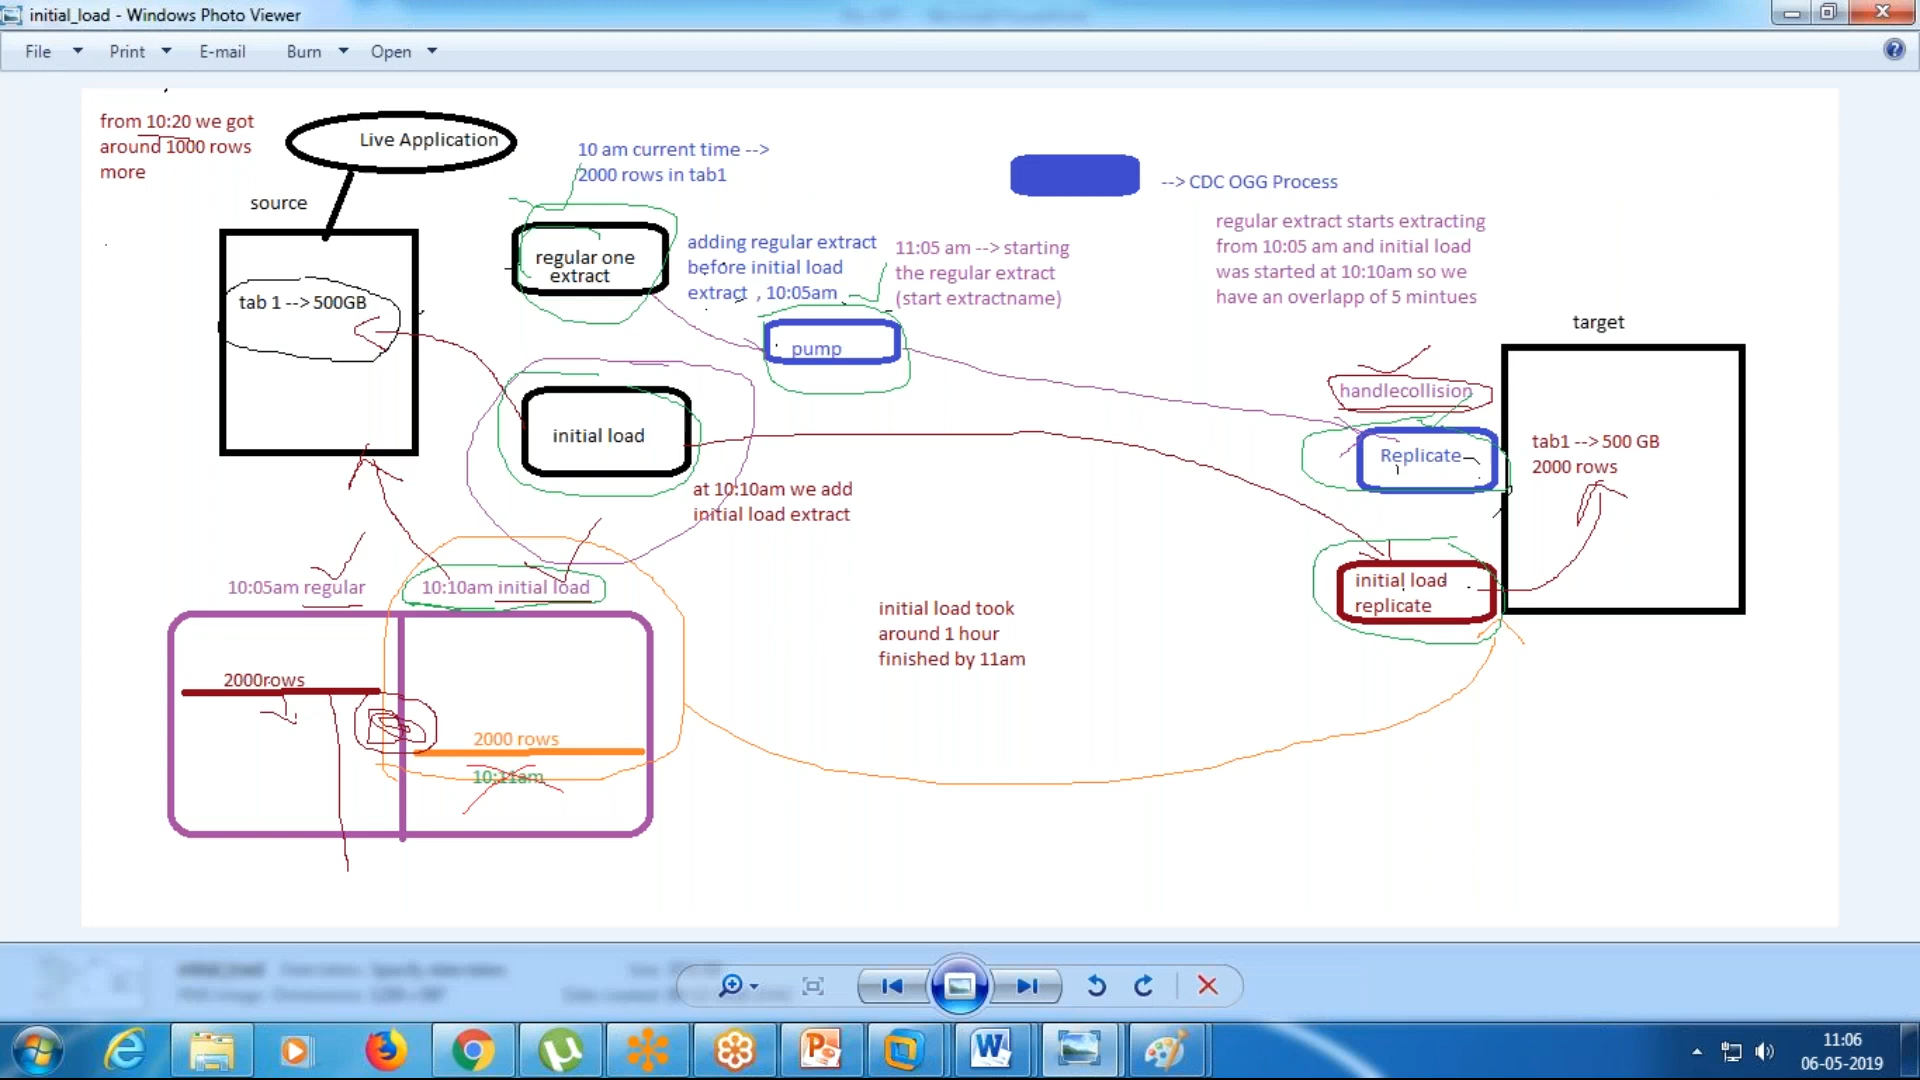 initial_load - Windows Photo Viewer
File Print E-mail Burn Open
from 10:20 we got
around 1000 rows
more
Live Application
source
tab 1 --> 500GB
10 am current time -->
2000 rows in tab1
regular one
extract
adding regular extract
before initial load
extract , 10:05am
11:05 am --> starting
the regular extract
(start extractname)
pump
--> CDC OGG Process
regular extract starts extracting
from 10:05 am and initial load
was started at 10:10am so we
have an overlapp of 5 mintues
target
handlecollision
Replicate
tab1 --> 500 GB
2000 rows
initial load
at 10:10am we add
initial load extract
initial load
replicate
10:05am regular
10:10am initial load
initial load took
around 1 hour
finished by 11am
2000rows
2000 rows
10:11am
11:06
06-05-2019